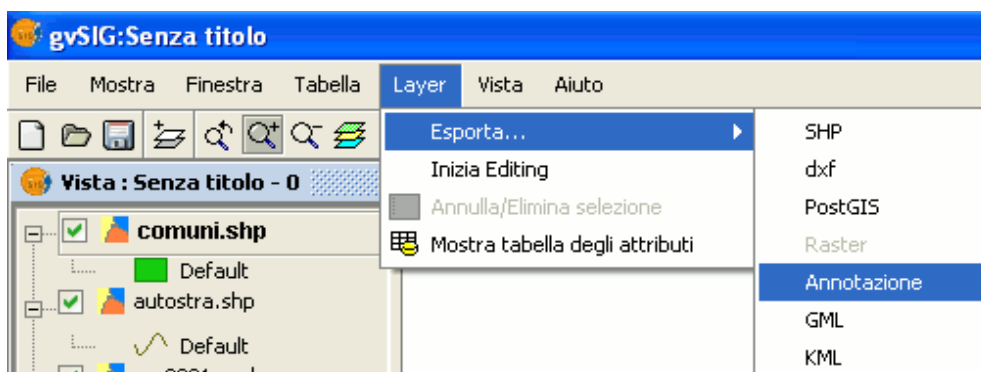 gvSIG:Senza titolo
File Mostra Finestra Tabella Layer Vista Aiuto
Esporta...
Inizia Editing
Annulla/Elimina selezione
Mostra tabella degli attributi
SHP
dxf
PostGIS
Raster
Annotazione
GML
KML
Vista : Senza titolo - 0
comuni.shp
Default
autostra.shp
Default